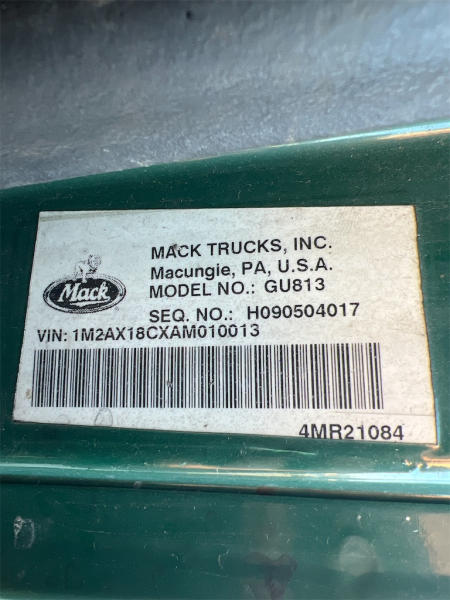 MACK TRUCKS, INC.
Macungie, PA, U.S.A.
Mack
MODEL NO.: GU813
SEQ. NO.: H090504017
VIN: 1M2AX18CXAM010013
4MR21084